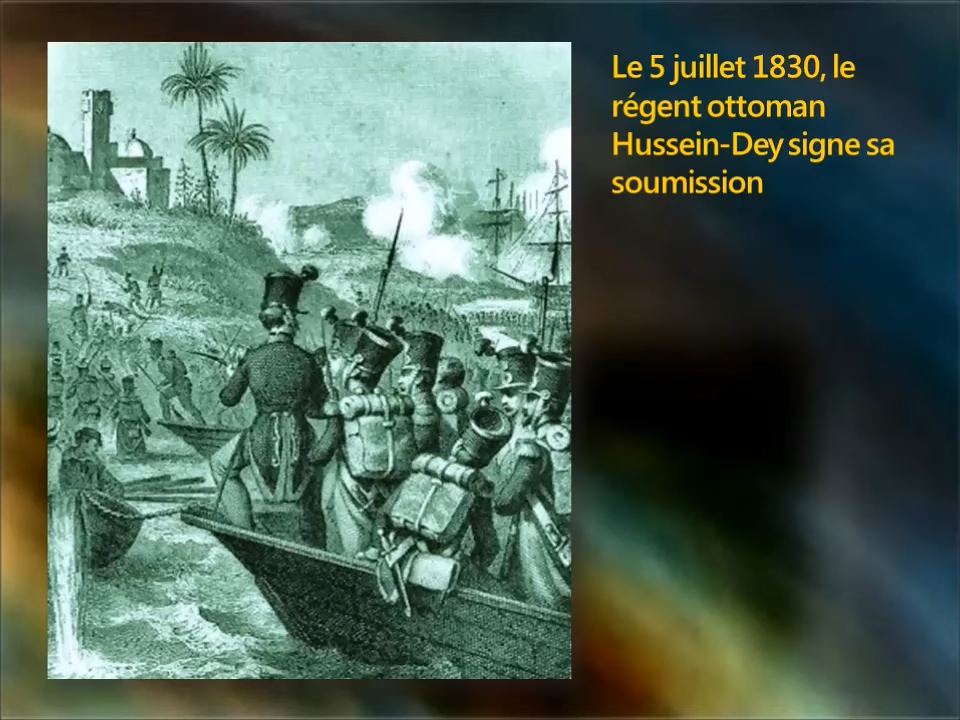 Le 5 juillet 1830, le
régent ottoman
Hussein-Dey signe sa
soumission